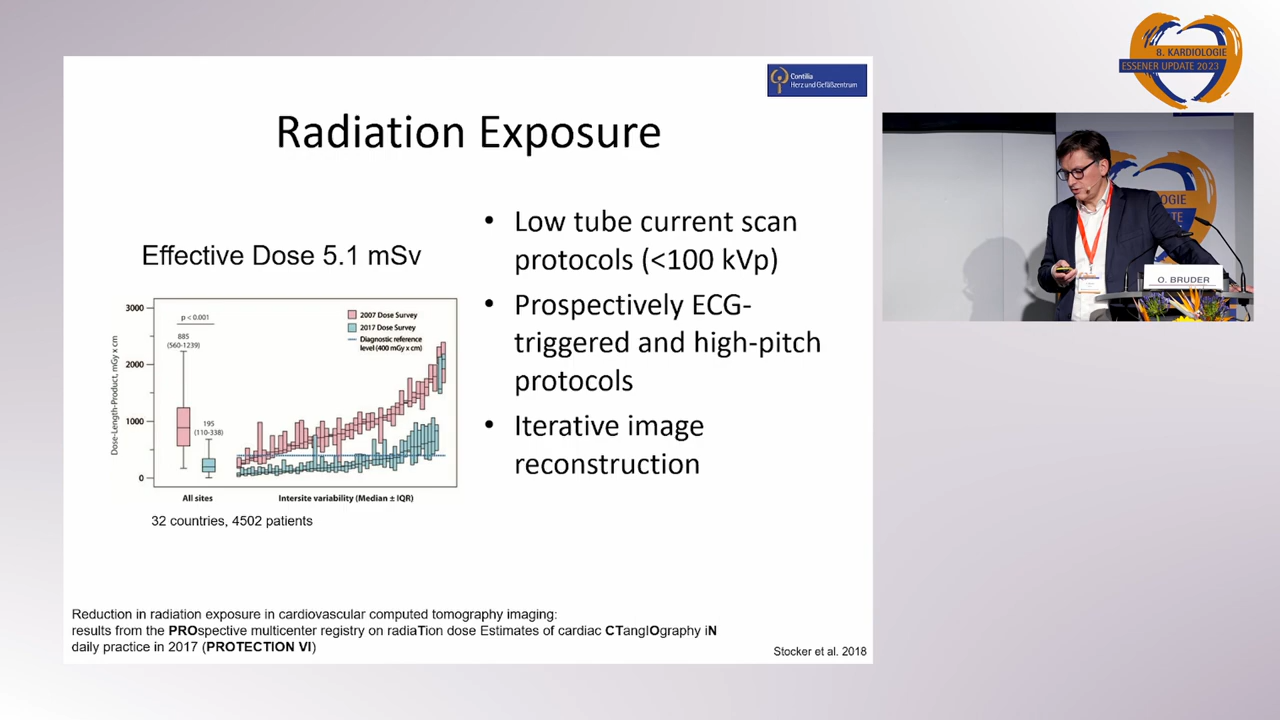 8. KARDIOLOGIE
ESSENER UPDATE 2023
Contilia
Herz und Gefäßzentrum
Radiation Exposure
Effective Dose 5.1 mSv
3000
2000
1000
0
Dose-Length-Product, mGy x cm
p < 0.001
885
(560-1239)
195
(110-338)
2007 Dose Survey
2017 Dose Survey
Diagnostic reference
level (400 mGy x cm)
All sites
Intersite variability (Median ± IQR)
32 countries, 4502 patients
• Low tube current scan
protocols (<100 kVp)
• Prospectively ECG-
triggered and high-pitch
protocols
• Iterative image
reconstruction
Reduction in radiation exposure in cardiovascular computed tomography imaging:
results from the PROspective multicenter registry on radiaTion dose Estimates of cardiac CTangIOgraphy iN
daily practice in 2017 (PROTECTION VI)
Stocker et al. 2018
OGIE
TE
O. BRUDER